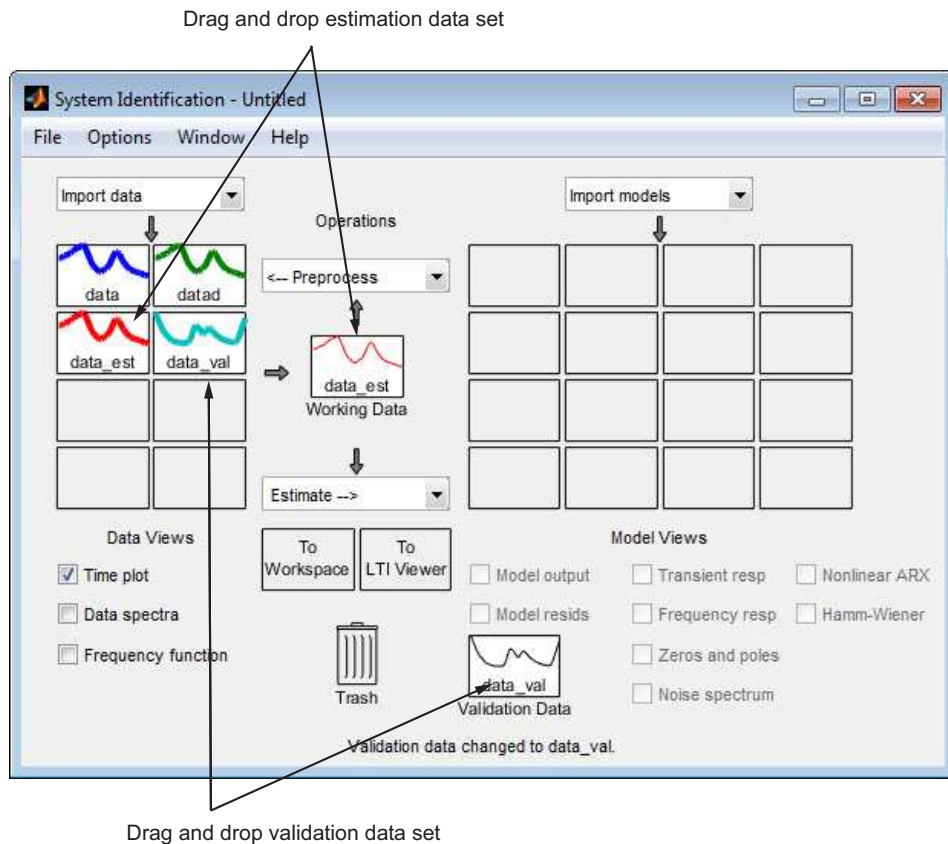 Drag and drop estimation data set
System Identification - Untitled
File Options Window Help
Import data
Import models
Operations
data
datad
<-- Preprocess
data_est
data_val
data_est
Working Data
Estimate -->
Data Views
To Workspace
To LTI Viewer
Model Views
Time plot
Model output
Transient resp
Nonlinear ARX
Data spectra
Model resids
Frequency resp
Hamm-Wiener
Frequency function
Trash
data_val
Validation Data
Zeros and poles
Noise spectrum
Validation data changed to data_val.
Drag and drop validation data set